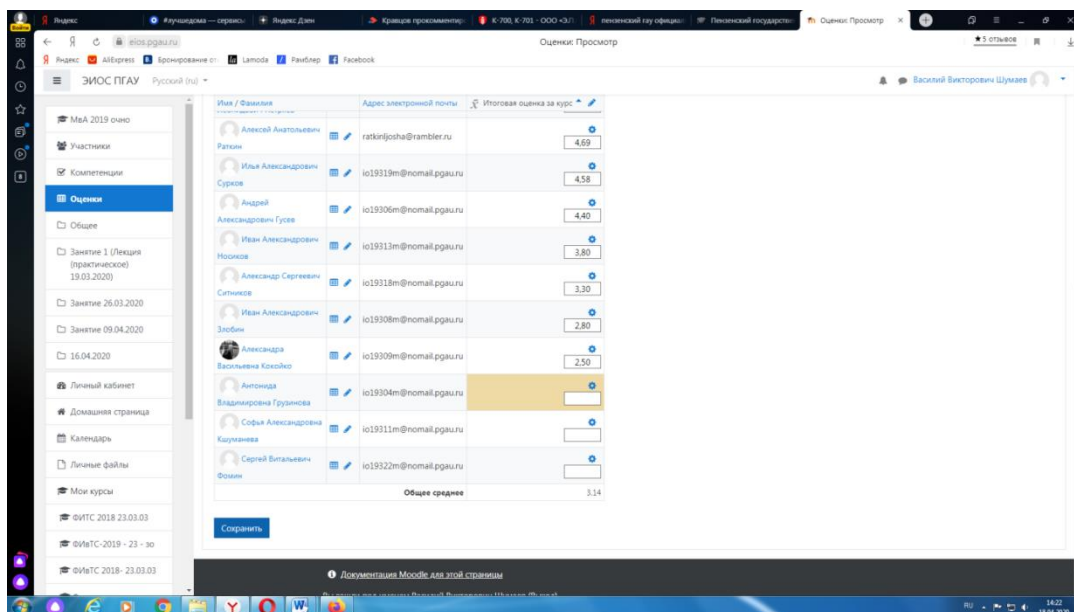 Яндекс
#лучшедома — сервисы
Яндекс Дзен
Кравцов прокомментир
К-700, К-701 - ООО «ЭЛ
пензенский гау официал
Пензенский государстве
Оценки: Просмотр
Войти
eios.pgau.ru
Оценки: Просмотр
★ 5 отзывов
Яндекс
AliExpress
Бронирование от
Lamoda
Рамблер
Facebook
ЭИОС ПГАУ
Русский (ru)
Василий Викторович Шумаев
МвА 2019 очно
Участники
Компетенции
Оценки
Общее
Занятие 1 (Лекция
(практическое)
19.03.2020)
Занятие 26.03.2020
Занятие 09.04.2020
16.04.2020
Личный кабинет
Домашняя страница
Календарь
Личные файлы
Мои курсы
ФИТС 2018 23.03.03
ФИвТС-2019 - 23 - зо
ФИвТС 2018- 23.03.03
Имя / Фамилия
Адрес электронной почты
Итоговая оценка за курс
Алексей Анатольевич
Раткин
ratkinljosha@rambler.ru
4,69
Илья Александрович
Сурков
io19319m@nomail.pgau.ru
4,58
Андрей
Александрович Гусев
io19306m@nomail.pgau.ru
4,40
Иван Александрович
Носиков
io19313m@nomail.pgau.ru
3,80
Александр Сергеевич
Ситников
io19318m@nomail.pgau.ru
3,30
Иван Александрович
Злобин
io19308m@nomail.pgau.ru
2,80
Александра
Васильевна Кокойко
io19309m@nomail.pgau.ru
2,50
Антонида
Владимировна Грузинова
io19304m@nomail.pgau.ru
Софья Александровна
Кшуманева
io19311m@nomail.pgau.ru
Сергей Витальевич
Фомин
io19322m@nomail.pgau.ru
Общее среднее
3,14
Сохранить
Документация Moodle для этой страницы
RU
14:22
18.04.2020